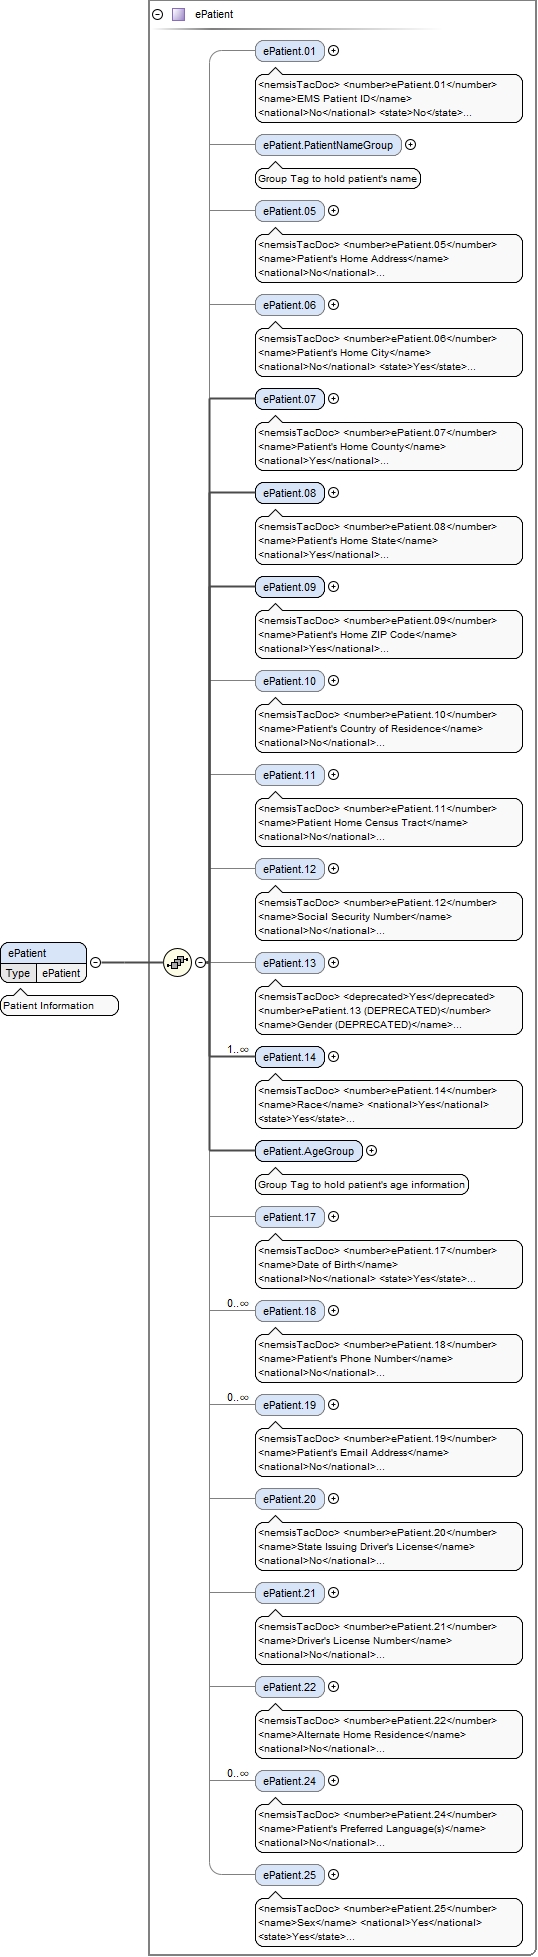 ePatient
ePatient.01
<nemsisTacDoc> <number>ePatient.01</number>
<name>EMS Patient ID</name>
<national>No</national> <state>No</state>...
ePatient.PatientNameGroup
Group Tag to hold patient's name
ePatient.05
<nemsisTacDoc> <number>ePatient.05</number>
<name>Patient's Home Address</name>
<national>No</national>...
ePatient.06
<nemsisTacDoc> <number>ePatient.06</number>
<name>Patient's Home City</name>
<national>No</national> <state>Yes</state>...
ePatient.07
<nemsisTacDoc> <number>ePatient.07</number>
<name>Patient's Home County</name>
<national>Yes</national>...
ePatient.08
<nemsisTacDoc> <number>ePatient.08</number>
<name>Patient's Home State</name>
<national>Yes</national>...
ePatient.09
<nemsisTacDoc> <number>ePatient.09</number>
<name>Patient's Home ZIP Code</name>
<national>Yes</national>...
ePatient.10
<nemsisTacDoc> <number>ePatient.10</number>
<name>Patient's Country of Residence</name>
<national>No</national>...
ePatient.11
<nemsisTacDoc> <number>ePatient.11</number>
<name>Patient Home Census Tract</name>
<national>No</national>...
ePatient.12
<nemsisTacDoc> <number>ePatient.12</number>
<name>Social Security Number</name>
<national>No</national>...
ePatient
Type ePatient
Patient Information
ePatient.13
<nemsisTacDoc> <deprecated>Yes</deprecated>
<number>ePatient.13 (DEPRECATED)</number>
<name>Gender (DEPRECATED)</name>...
1..∞
ePatient.14
<nemsisTacDoc> <number>ePatient.14</number>
<name>Race</name> <national>Yes</national>
<state>Yes</state>...
ePatient.AgeGroup
Group Tag to hold patient's age information
ePatient.17
<nemsisTacDoc> <number>ePatient.17</number>
<name>Date of Birth</name>
<national>No</national> <state>Yes</state>...
0..∞
ePatient.18
<nemsisTacDoc> <number>ePatient.18</number>
<name>Patient's Phone Number</name>
<national>No</national>...
0..∞
ePatient.19
<nemsisTacDoc> <number>ePatient.19</number>
<name>Patient's Email Address</name>
<national>No</national>...
ePatient.20
<nemsisTacDoc> <number>ePatient.20</number>
<name>State Issuing Driver's License</name>
<national>No</national>...
ePatient.21
<nemsisTacDoc> <number>ePatient.21</number>
<name>Driver's License Number</name>
<national>No</national>...
ePatient.22
<nemsisTacDoc> <number>ePatient.22</number>
<name>Alternate Home Residence</name>
<national>No</national>...
0..∞
ePatient.24
<nemsisTacDoc> <number>ePatient.24</number>
<name>Patient's Preferred Language(s)</name>
<national>No</national>...
ePatient.25
<nemsisTacDoc> <number>ePatient.25</number>
<name>Sex</name> <national>Yes</national>
<state>Yes</state>...